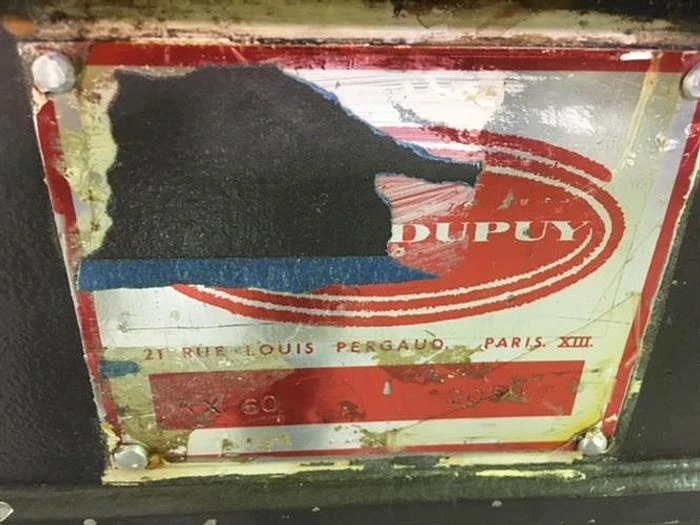 DUPUY
21 RUE LOUIS PERGAUD. PARIS. XIII.
X 60